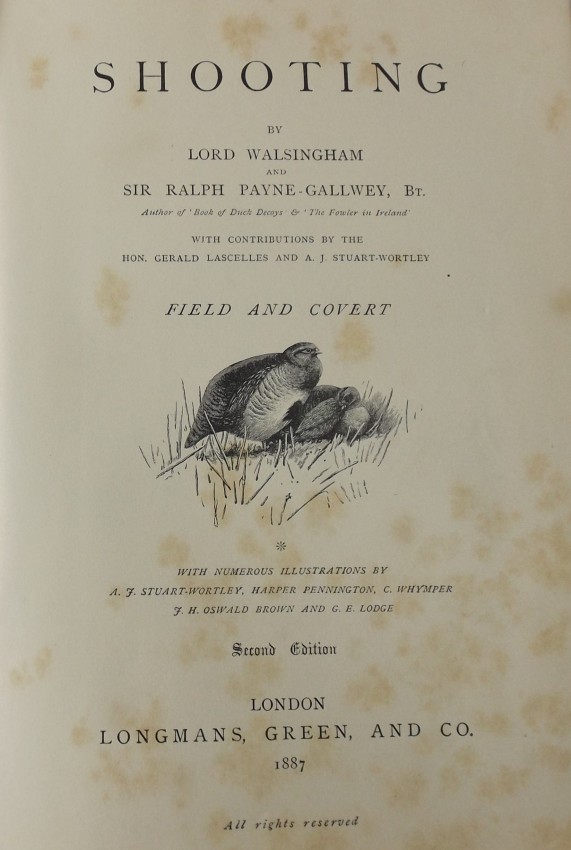 SHOOTING
BY
LORD WALSINGHAM
AND
SIR RALPH PAYNE-GALLWEY, BT.
Author of 'Book of Duck Decoys & 'The Fowler in Ireland'
WITH CONTRIBUTIONS BY THE
HON. GERALD LASCELLES AND A. J. STUART-WORTLEY
FIELD AND COVERT
WITH NUMEROUS ILLUSTRATIONS BY
A. J. STUART-WORTLEY, HARPER PENNINGTON, C. WHYMPER
J. H. OSWALD BROWN AND G. E. LODGE
Second Edition
LONDON
LONGMANS, GREEN, AND CO.
1887
All rights reserved